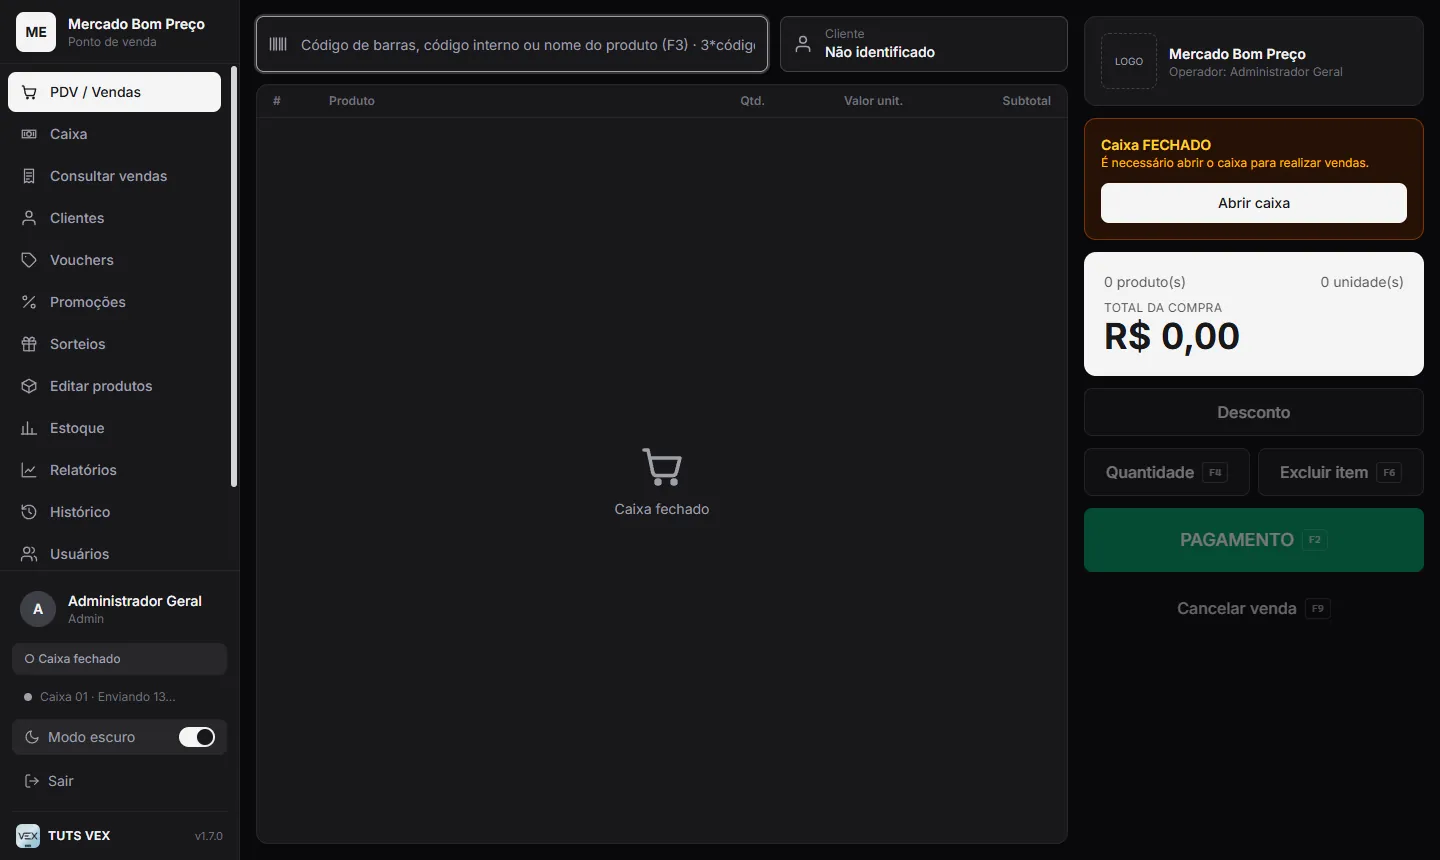 ME
Mercado Bom Preço
Ponto de venda
PDV / Vendas
Caixa
Consultar vendas
Clientes
Vouchers
Promoções
Sorteios
Editar produtos
Estoque
Relatórios
Histórico
Usuários
A
Administrador Geral
Admin
Caixa fechado
Caixa 01 · Enviando 13...
Modo escuro
Sair
VEX
TUTS VEX
v1.7.0
Código de barras, código interno ou nome do produto (F3) · 3*códig
Cliente
Não identificado
# Produto Qtd. Valor unit. Subtotal
Caixa fechado
LOGO
Mercado Bom Preço
Operador: Administrador Geral
Caixa FECHADO
É necessário abrir o caixa para realizar vendas.
Abrir caixa
0 produto(s) 0 unidade(s)
TOTAL DA COMPRA
R$ 0,00
Desconto
Quantidade F4 Excluir item F6
PAGAMENTO F2
Cancelar venda F9